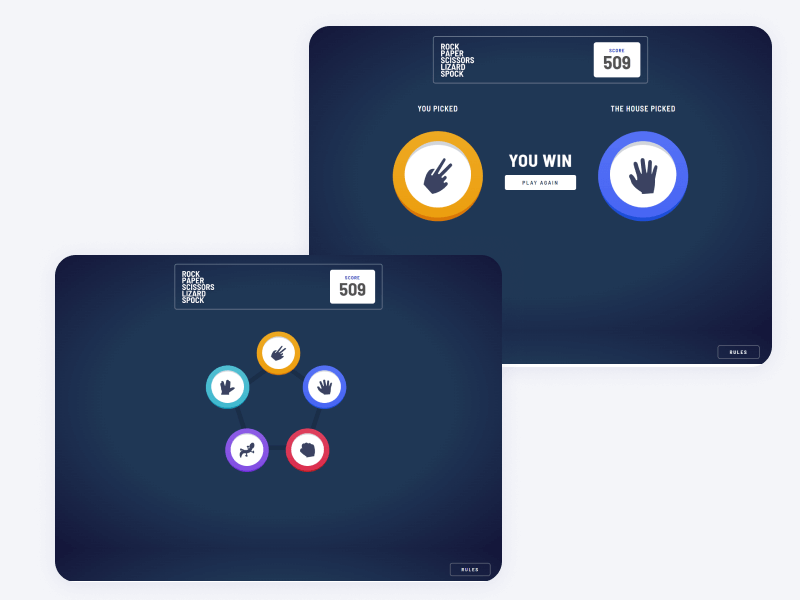 ROCK
PAPER
SCISSORS
LIZARD
SPOCK
SCORE
509
YOU PICKED
THE HOUSE PICKED
YOU WIN
PLAY AGAIN
RULES
ROCK
PAPER
SCISSORS
LIZARD
SPOCK
SCORE
509
RULES